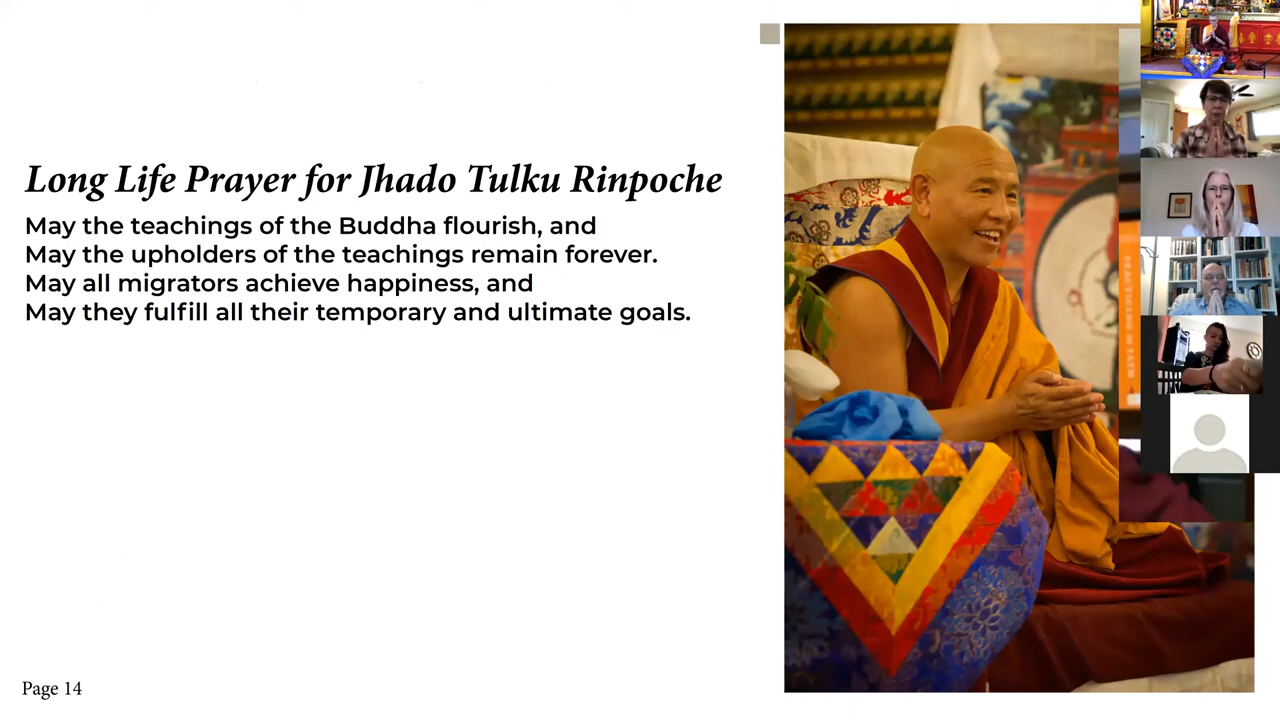 Long Life Prayer for Jhado Tulku Rinpoche
May the teachings of the Buddha flourish, and
May the upholders of the teachings remain forever.
May all migrators achieve happiness, and
May they fulfill all their temporary and ultimate goals.
Page 14